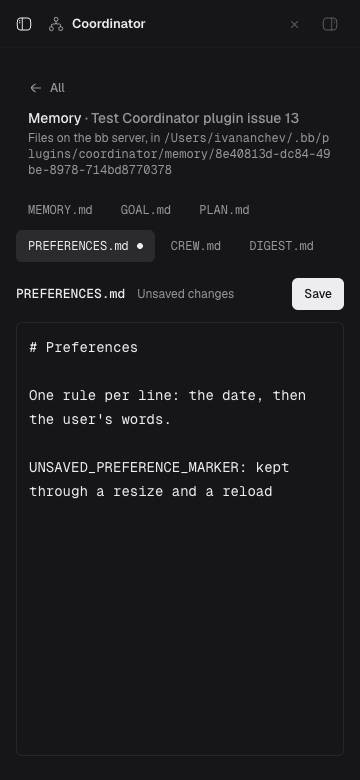 Coordinator
All
Memory · Test Coordinator plugin issue 13
Files on the bb server, in /Users/ivananchev/.bb/p
lugins/coordinator/memory/8e40813d-dc84-49
be-8978-714bd8770378
MEMORY.md GOAL.md PLAN.md
PREFERENCES.md CREW.md DIGEST.md
PREFERENCES.md Unsaved changes Save
# Preferences
One rule per line: the date, then
the user's words.
UNSAVED_PREFERENCE_MARKER: kept
through a resize and a reload